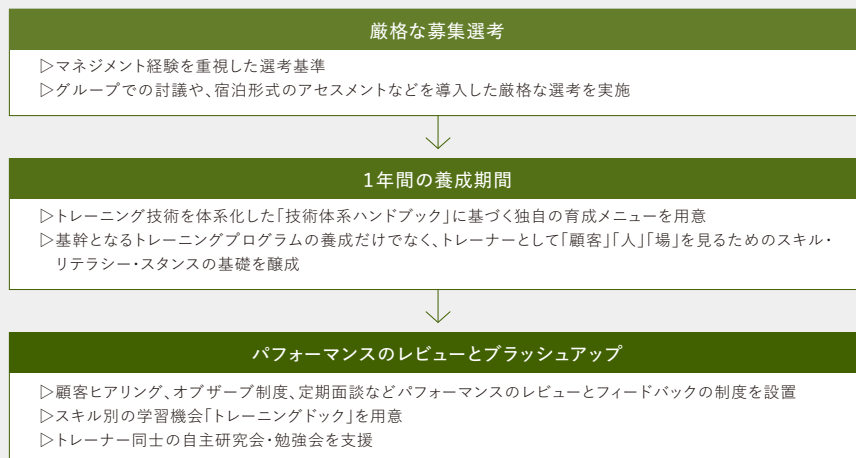 厳格な募集選考
▷マネジメント経験を重視した選考基準
▷グループでの討議や、宿泊形式のアセスメントなどを導入した厳格な選考を実施
1年間の養成期間
▷トレーニング技術を体系化した「技術体系ハンドブック」に基づく独自の育成メニューを用意
▷基幹となるトレーニングプログラムの養成だけでなく、トレーナーとして「顧客」「人」「場」を見るためのスキル・
リテラシー・スタンスの基礎を醸成
パフォーマンスのレビューとブラッシュアップ
▷顧客ヒアリング、オブザーブ制度、定期面談などパフォーマンスのレビューとフィードバックの制度を設置
▷スキル別の学習機会「トレーニングドック」を用意
▷トレーナー同士の自主研究会・勉強会を支援